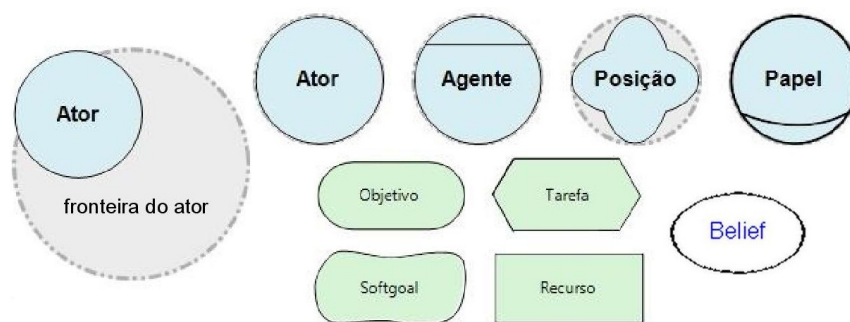 Ator
fronteira do ator
Ator
Agente
Posição
Papel
Objetivo
Tarefa
Belief
Softgoal
Recurso